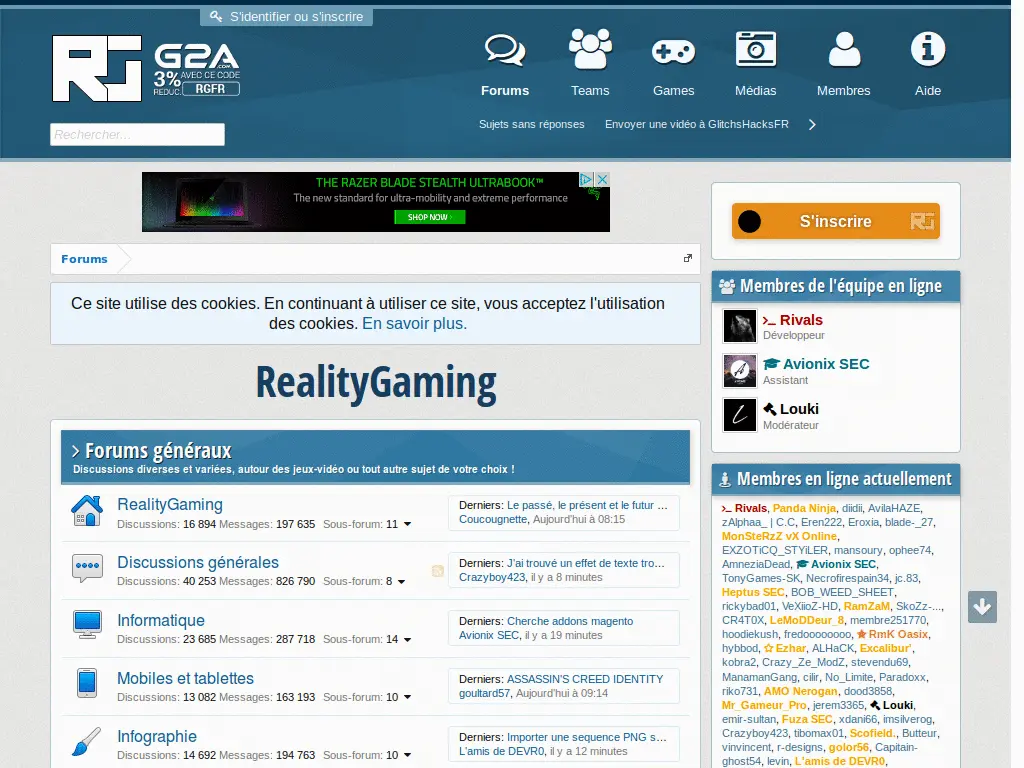 S'identifier ou s'inscrire
RG G2A.COM
3% AVEC CE CODE
REDUC. RGFR
Rechercher...
Forums Teams Games Médias Membres Aide
Sujets sans réponses Envoyer une vidéo à GlitchsHacksFR
THE RAZER BLADE STEALTH ULTRABOOK™
The new standard for ultra-mobility and extreme performance
SHOP NOW ›
Forums
Ce site utilise des cookies. En continuant à utiliser ce site, vous acceptez l'utilisation
des cookies. En savoir plus.
RealityGaming
Forums généraux
Discussions diverses et variées, autour des jeux-vidéo ou tout autre sujet de votre choix !
RealityGaming
Discussions: 16 894 Messages: 197 635 Sous-forum: 11
Derniers: Le passé, le présent et le futur ...
Coucougnette, Aujourd'hui à 08:15
Discussions générales
Discussions: 40 253 Messages: 826 790 Sous-forum: 8
Derniers: J'ai trouvé un effet de texte tro...
Crazyboy423, il y a 8 minutes
Informatique
Discussions: 23 685 Messages: 287 718 Sous-forum: 14
Derniers: Cherche addons magento
Avionix SEC, il y a 19 minutes
Mobiles et tablettes
Discussions: 13 082 Messages: 163 193 Sous-forum: 10
Derniers: ASSASSIN'S CREED IDENTITY
goultard57, Aujourd'hui à 09:14
Infographie
Discussions: 14 692 Messages: 194 763 Sous-forum: 10
Derniers: Importer une sequence PNG s...
L'amis de DEVR0, il y a 12 minutes
S'inscrire RG
Membres de l'équipe en ligne
Rivals
Développeur
Avionix SEC
Assistant
Louki
Modérateur
Membres en ligne actuellement
Rivals, Panda Ninja, diidii, AvilaHAZE,
zAlphaa_ | C.C, Eren222, Eroxia, blade-_27,
MonSteRzZ vX Online,
EXZOTiCQ_STYiLER, mansoury, ophee74,
AmneziaDead, Avionix SEC,
TonyGames-SK, Necrofirespain34, jc.83,
Heptus SEC, BOB_WEED_SHEET,
rickybad01, VeXiioZ-HD, RamZaM, SkoZz-...,
CR4T0X, LeMoDDeur_8, membre251770,
hoodiekush, fredoooooooo, RmK Oasix,
hybbod, Ezhar, ALHaCK, Excalibur',
kobra2, Crazy_Ze_ModZ, stevendu69,
ManamanGang, cilir, No_Limite, Paradoxx,
riko731, AMO Nerogan, dood3858,
Mr_Gameur_Pro, jerem3365, Louki,
emir-sultan, Fuza SEC, xdani66, imsilverog,
Crazyboy423, tibomax01, Scofield., Butteur,
vinvincent, r-designs, golor56, Capitain-
ghost54, levin, L'amis de DEVR0,